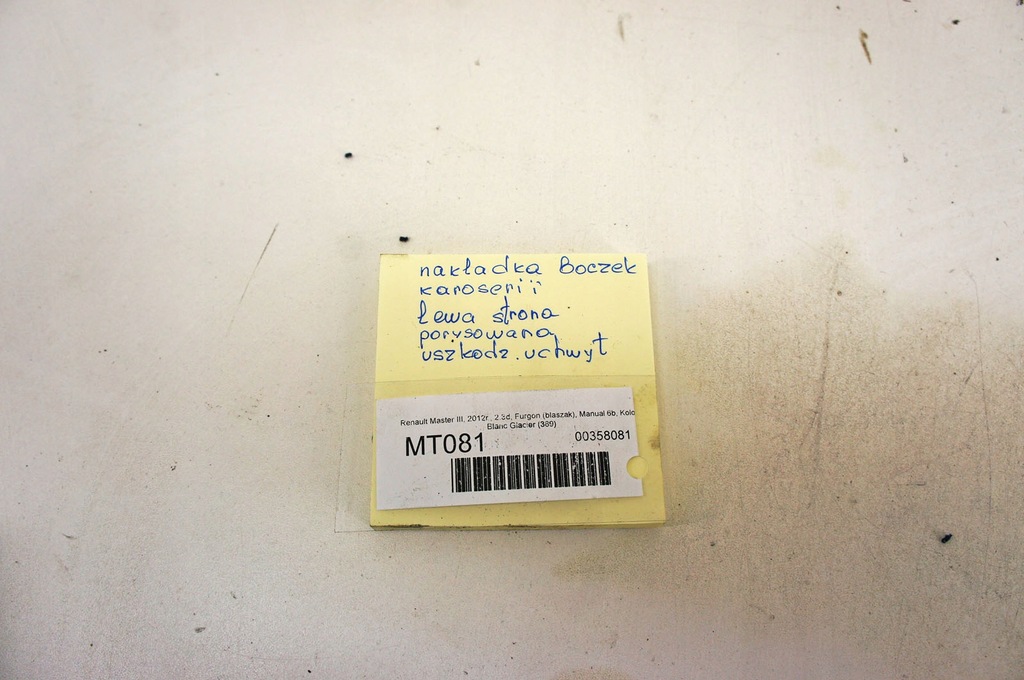 nakładka Boczek
karoserii
Lewa strona
porysowana,
uszkodz. uchwyt
Renault Master III, 2012r., 2.3d, Furgon (blaszak), Manual 6b, Kolo
Blanc Glacier (369)
MT081
00358081